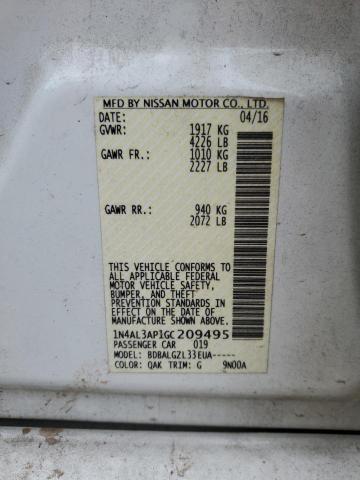 MFD BY NISSAN MOTOR CO., LTD.
DATE: 04/16
GVWR: 1917 KG
4226 LB
GAWR FR.: 1010 KG
2227 LB
GAWR RR.: 940 KG
2072 LB
THIS VEHICLE CONFORMS TO
ALL APPLICABLE FEDERAL
MOTOR VEHICLE SAFETY,
BUMPER, AND THEFT
PREVENTION STANDARDS IN
EFFECT ON THE DATE OF
MANUFACTURE SHOWN ABOVE.
1N4AL3AP1GC209495
PASSENGER CAR 019
MODEL: BDBALGZL33EUA-----
COLOR: QAK TRIM: G 9N00A